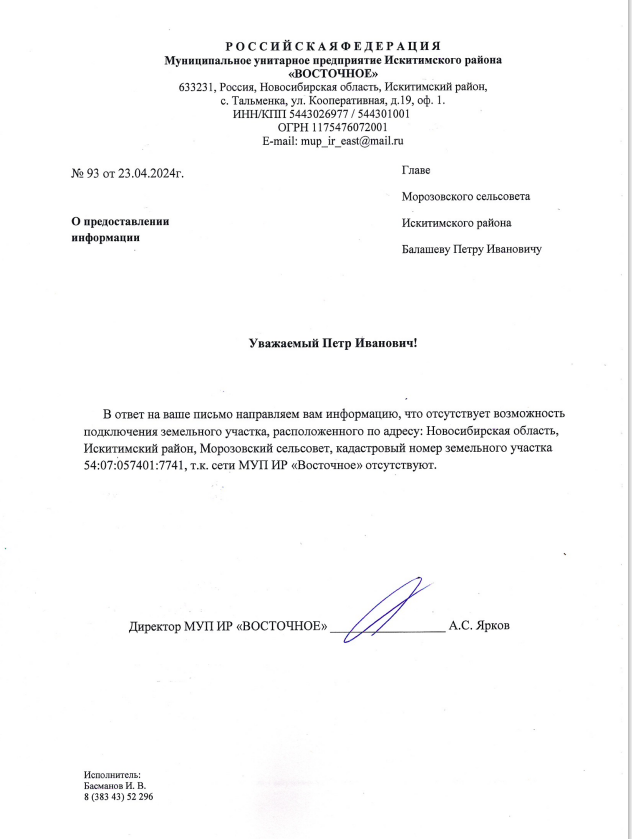 Р О С С И Й С К А Я Ф Е Д Е Р А Ц И Я
Муниципальное унитарное предприятие Искитимского района
«ВОСТОЧНОЕ»
633231, Россия, Новосибирская область, Искитимский район,
с. Тальменка, ул. Кооперативная, д.19, оф. 1.
ИНН/КПП 5443026977 / 544301001
ОГРН 1175476072001
E-mail: mup_ir_east@mail.ru
№ 93 от 23.04.2024г.
О предоставлении
информации
Главе
Морозовского сельсовета
Искитимского района
Балашеву Петру Ивановичу
Уважаемый Петр Иванович!
В ответ на ваше письмо направляем вам информацию, что отсутствует возможность
подключения земельного участка, расположенного по адресу: Новосибирская область,
Искитимский район, Морозовский сельсовет, кадастровый номер земельного участка
54:07:057401:7741, т.к. сети МУП ИР «Восточное» отсутствуют.
Директор МУП ИР «ВОСТОЧНОЕ» ___________________ А.С. Ярков
Исполнитель:
Басманов И. В.
8 (383 43) 52 296